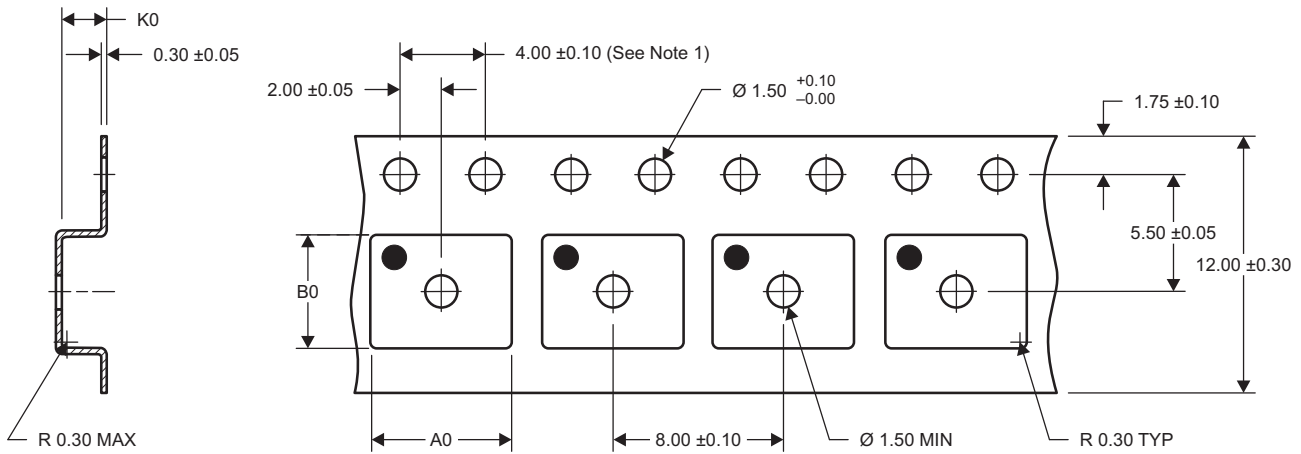 K0
0.30 ±0.05
4.00 ±0.10 (See Note 1)
2.00 ±0.05
Ø 1.50 +0.10 –0.00
1.75 ±0.10
5.50 ±0.05
12.00 ±0.30
B0
R 0.30 MAX
A0
8.00 ±0.10
Ø 1.50 MIN
R 0.30 TYP